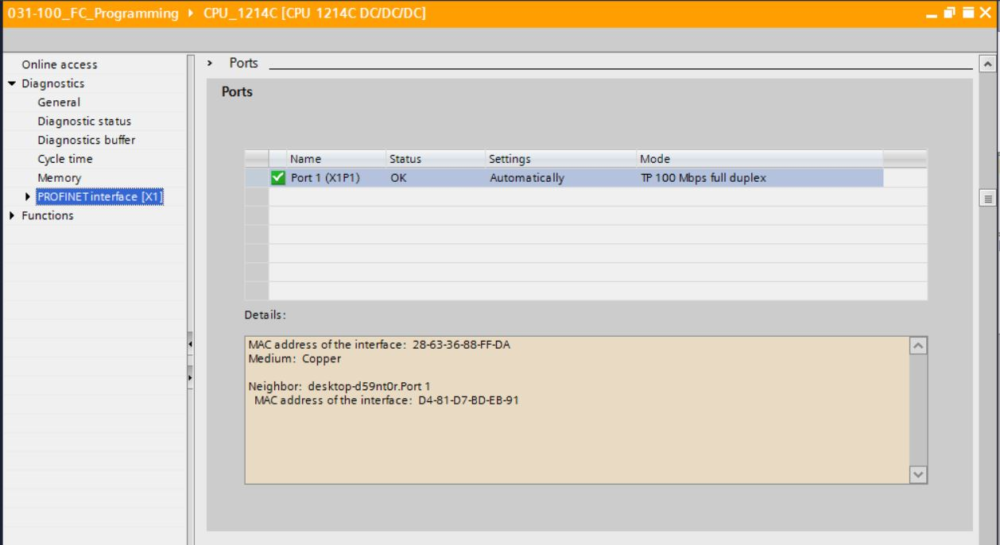 031-100_FC_Programming ▸ CPU_1214C [CPU 1214C DC/DC/DC]
Online access
Diagnostics
General
Diagnostic status
Diagnostics buffer
Cycle time
Memory
PROFINET interface [X1]
Functions
Ports
Ports
Name Status Settings Mode
Port 1 (X1P1) OK Automatically TP 100 Mbps full duplex
Details:
MAC address of the interface: 28-63-36-88-FF-DA
Medium: Copper
Neighbor: desktop-d59nt0r.Port 1
MAC address of the interface: D4-81-D7-BD-EB-91